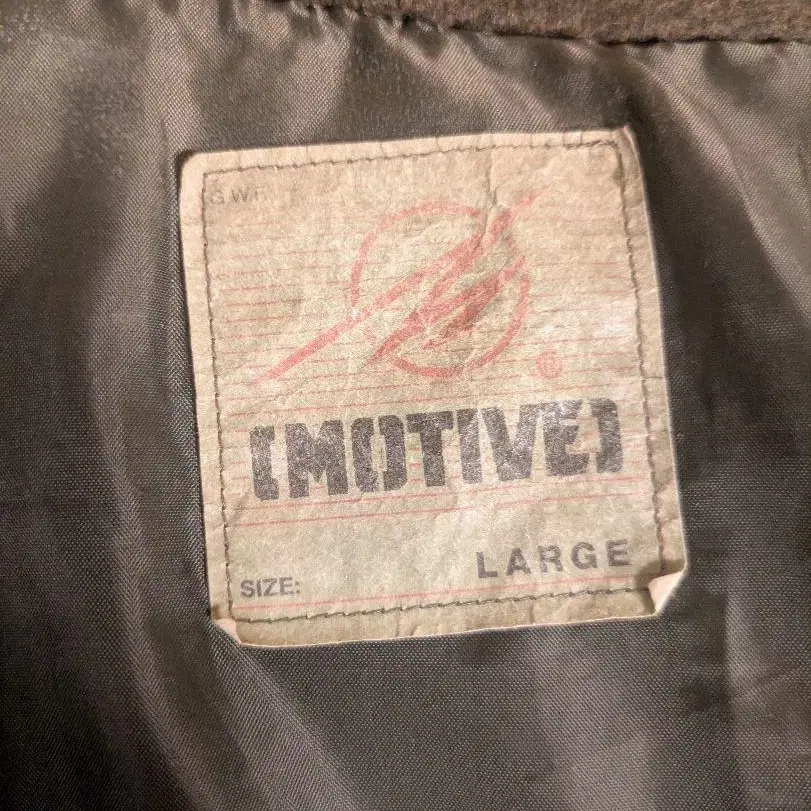 G.W.F.
®
[MOTIVE]
LARGE
SIZE: